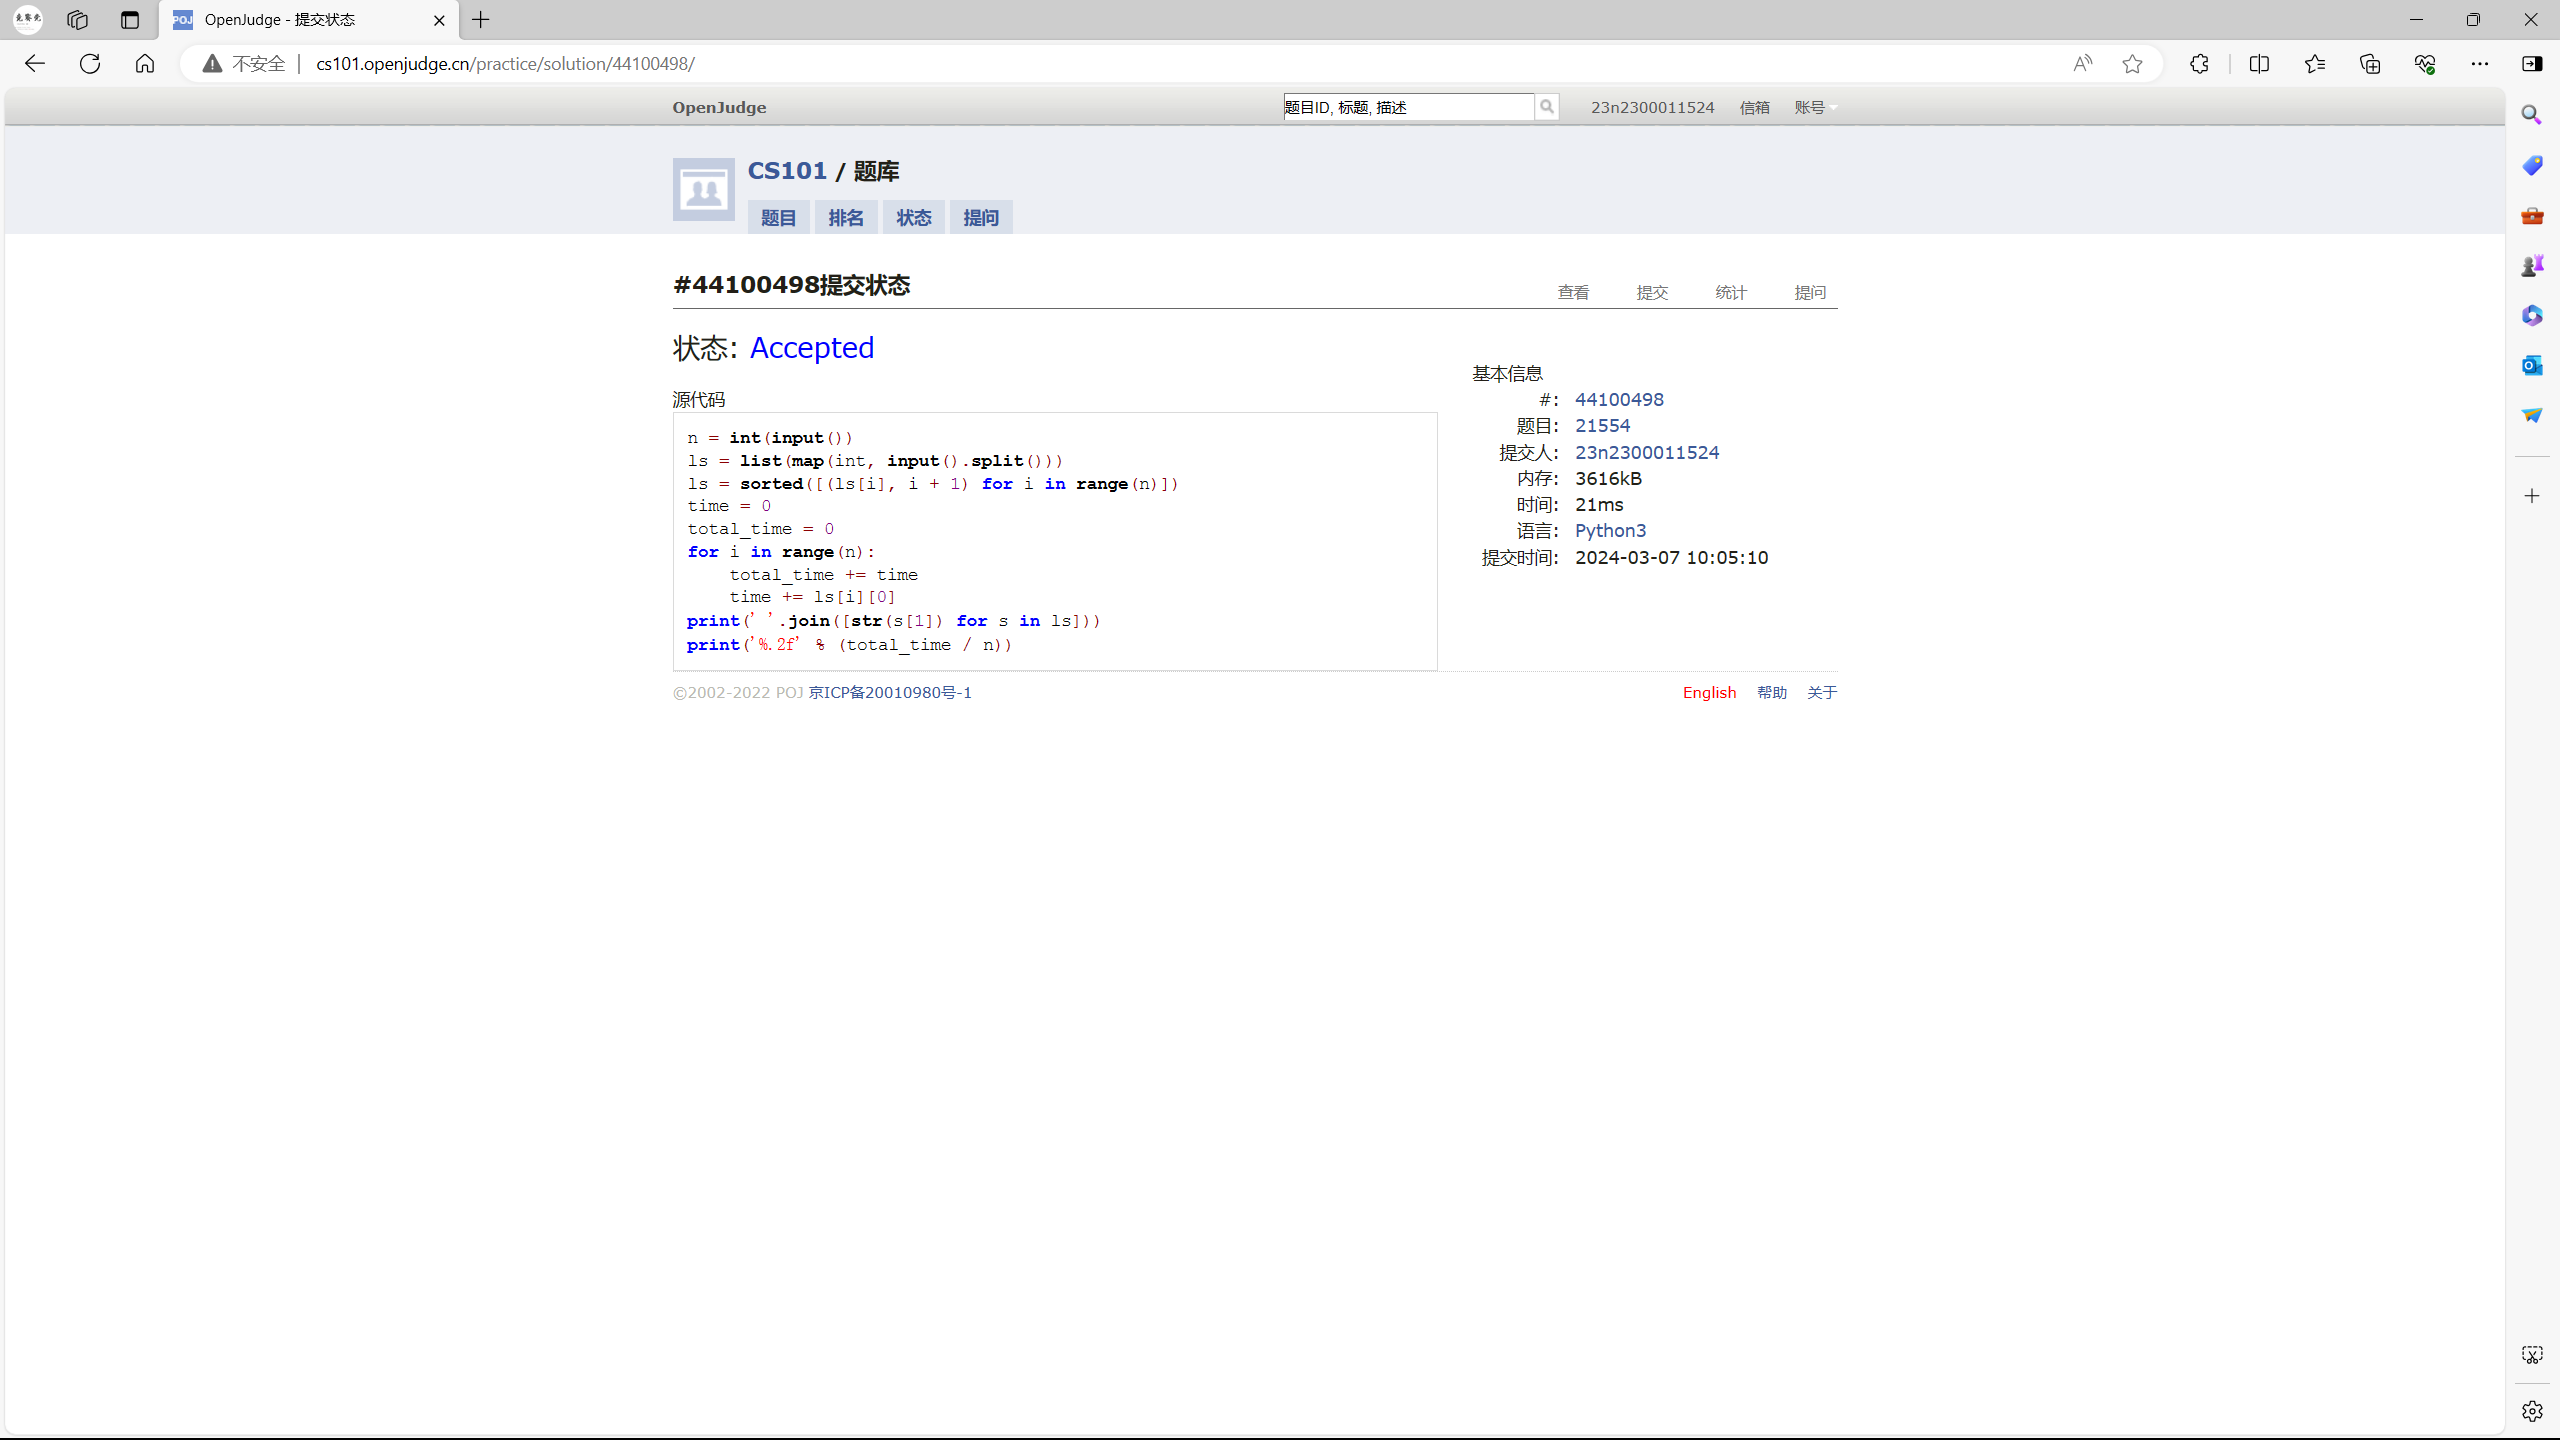 OpenJudge - 提交状态
不安全 | cs101.openjudge.cn/practice/solution/44100498/
OpenJudge 题目ID, 标题, 描述 23n2300011524 信箱 账号
CS101 / 题库
题目 排名 状态 提问
#44100498提交状态 查看 提交 统计 提问
状态: Accepted
源代码
n = int(input())
ls = list(map(int, input().split()))
ls = sorted([(ls[i], i + 1) for i in range(n)])
time = 0
total_time = 0
for i in range(n):
    total_time += time
    time += ls[i][0]
print(' '.join([str(s[1]) for s in ls]))
print('%.2f' % (total_time / n))
基本信息
#: 44100498
题目: 21554
提交人: 23n2300011524
内存: 3616kB
时间: 21ms
语言: Python3
提交时间: 2024-03-07 10:05:10
©2002-2022 POJ 京ICP备20010980号-1 English 帮助 关于